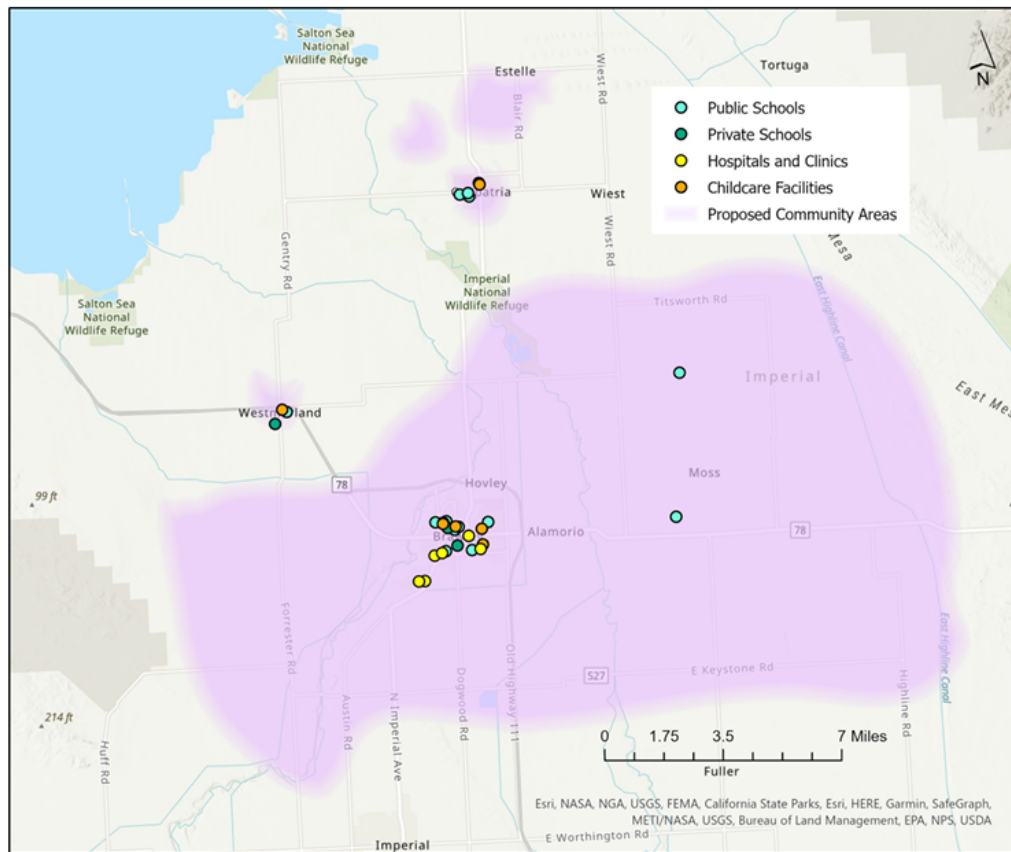 Salton Sea
National
Wildlife Refuge
Estelle
Wiest Rd
Tortuga
N
Blair Rd
Public Schools
Private Schools
Hospitals and Clinics
Childcare Facilities
Proposed Community Areas
Wiest
Wiest Rd
Mesa
Gentry Rd
Imperial
National
Wildlife Refuge
East Highline Canal
Salton Sea
National
Wildlife Refuge
Titsworth Rd
Imperial
East Mes
78
Hovley
Moss
99 ft
Alamorio
78
Forrester Rd
Old Highway 111
East Highline Canal
E Keystone Rd
S27
Austin Rd
N Imperial Ave
Dogwood Rd
Highline Rd
214 ft
Huff Rd
0 1.75 3.5 7 Miles
Fuller
Esri, NASA, NGA, USGS, FEMA, California State Parks, Esri, HERE, Garmin, SafeGraph,
METI/NASA, USGS, Bureau of Land Management, EPA, NPS, USDA
Imperial
E Worthington Rd